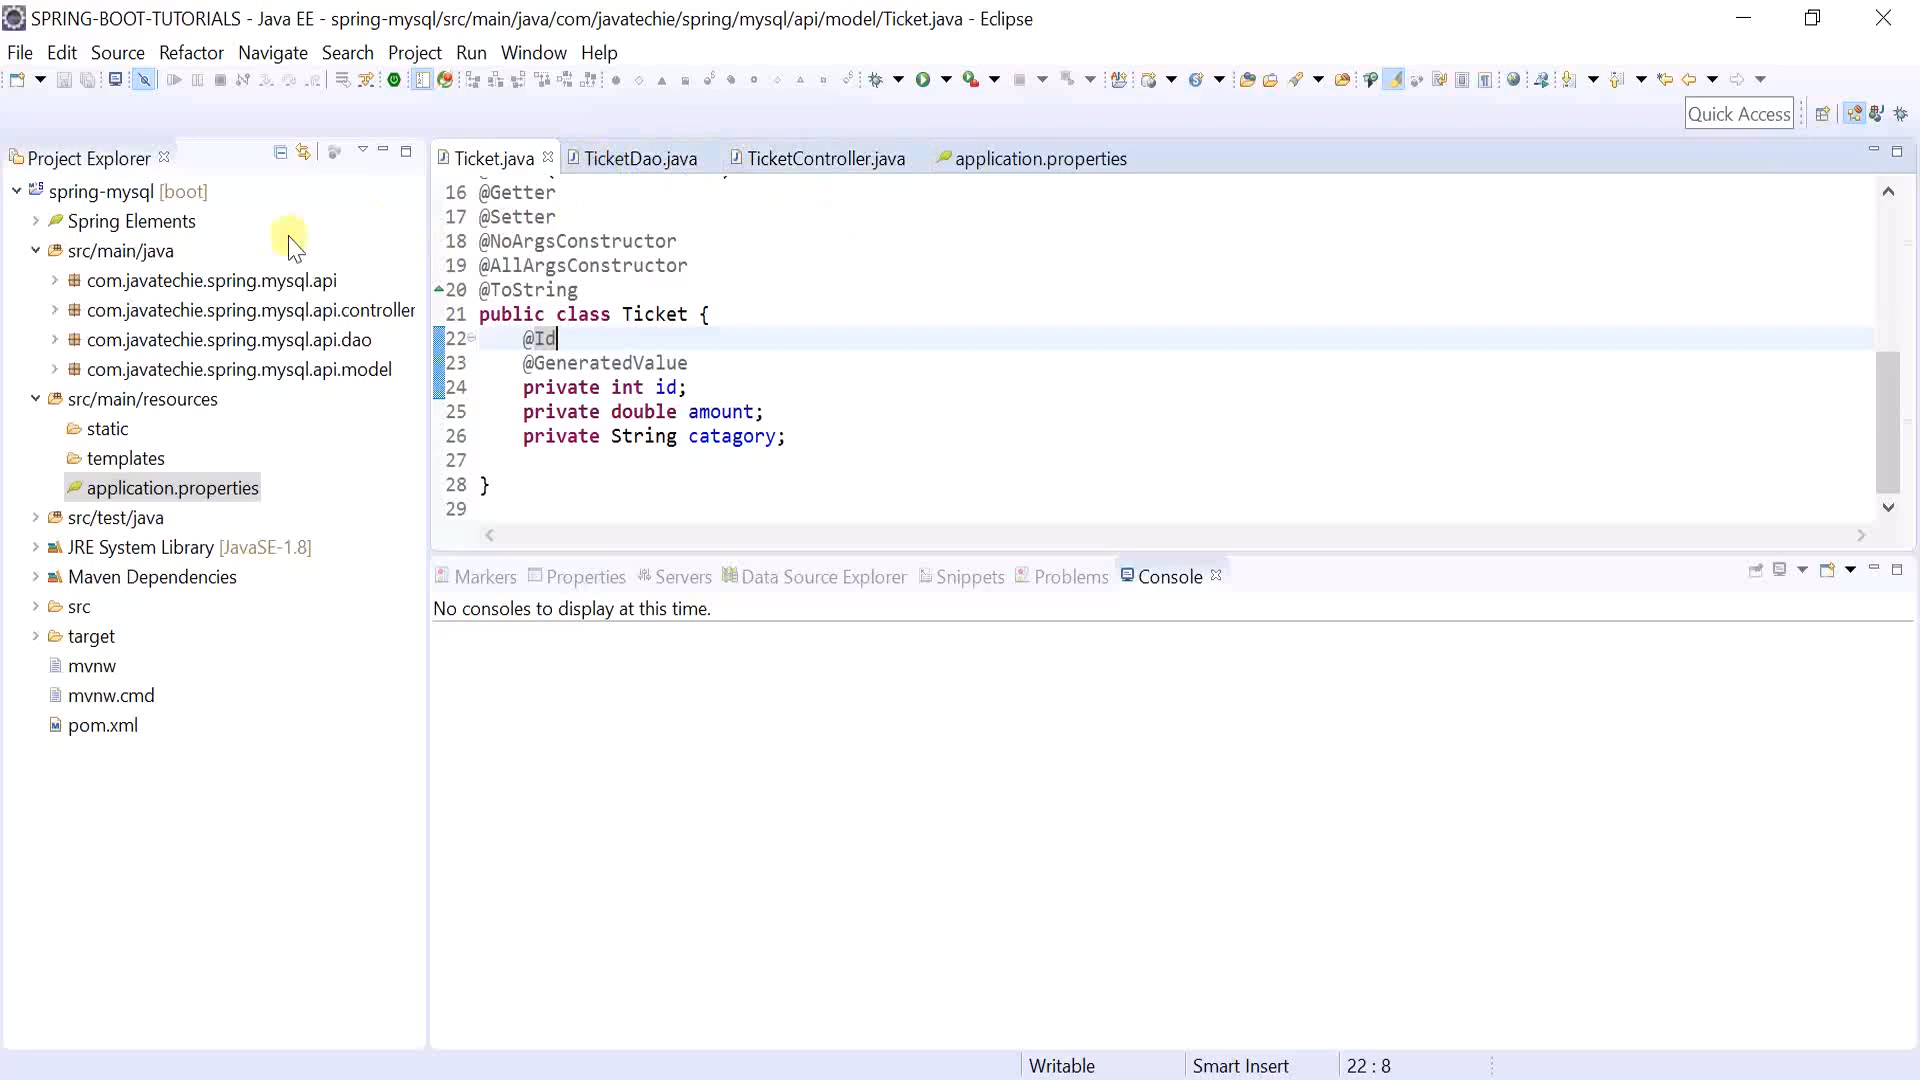 SPRING-BOOT-TUTORIALS - Java EE - spring-mysql/src/main/java/com/javatechie/spring/mysql/api/model/Ticket.java - Eclipse
File Edit Source Refactor Navigate Search Project Run Window Help
Quick Access
Project Explorer
Ticket.java TicketDao.java TicketController.java application.properties
spring-mysql [boot]
Spring Elements
src/main/java
com.javatechie.spring.mysql.api
com.javatechie.spring.mysql.api.controller
com.javatechie.spring.mysql.api.dao
com.javatechie.spring.mysql.api.model
src/main/resources
static
templates
application.properties
src/test/java
JRE System Library [JavaSE-1.8]
Maven Dependencies
src
target
mvnw
mvnw.cmd
pom.xml
16 @Getter
17 @Setter
18 @NoArgsConstructor
19 @AllArgsConstructor
20 @ToString
21 public class Ticket {
22 @Id
23 @GeneratedValue
24 private int id;
25 private double amount;
26 private String catagory;
27
28 }
29
Markers Properties Servers Data Source Explorer Snippets Problems Console
No consoles to display at this time.
Writable Smart Insert 22 : 8